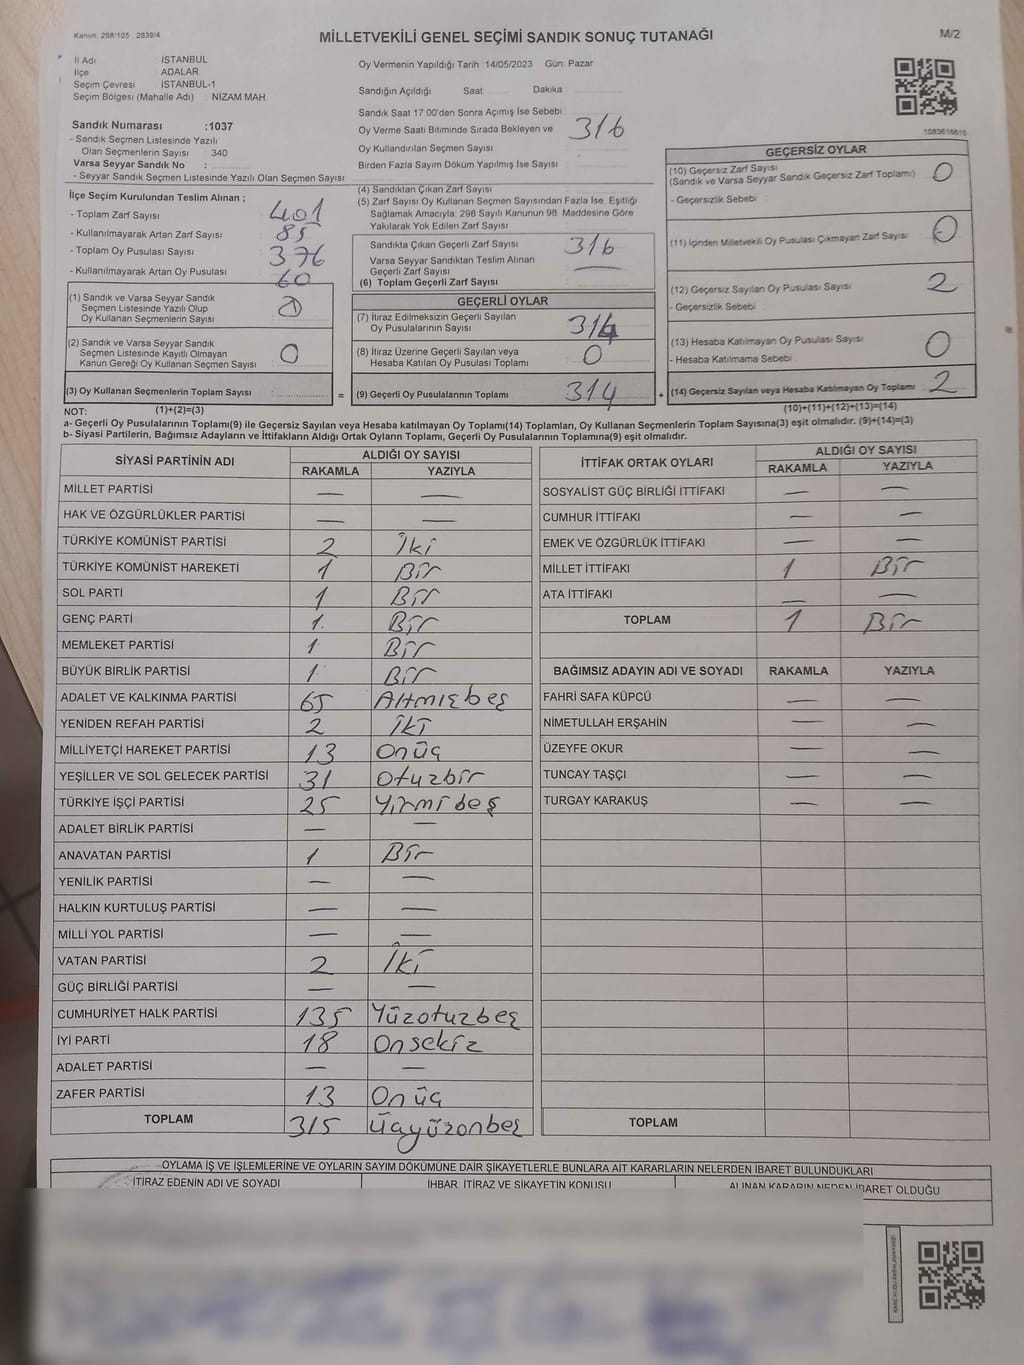 Kanun: 298/105 , 2839/4
MİLLETVEKİLİ GENEL SEÇİMİ SANDIK SONUÇ TUTANAĞI
M/2
İl Adı : İSTANBUL
İlçe : ADALAR
Seçim Çevresi : İSTANBUL-1
Seçim Bölgesi (Mahalle Adı) : NİZAM MAH.
Sandık Numarası :1037
- Sandık Seçmen Listesinde Yazılı
Olan Seçmenlerin Sayısı : 340
Varsa Seyyar Sandık No :
- Seyyar Sandık Seçmen Listesinde Yazılı Olan Seçmen Sayısı :
Oy Vermenin Yapıldığı Tarih :14/05/2023 Gün: Pazar
Sandığın Açıldığı Saat Dakika
Sandık Saat 17 00'den Sonra Açımış İse Sebebi :
Oy Verme Saati Bitiminde Sırada Bekleyen ve 316
Oy Kullandırılan Seçmen Sayısı :
Birden Fazla Sayım Döküm Yapılmış İse Sayısı :
1083616615
İlçe Seçim Kurulundan Teslim Alınan ;
- Toplam Zarf Sayısı : 401
- Kullanılmayarak Artan Zarf Sayısı : 85
- Toplam Oy Pusulası Sayısı : 376
- Kullanılmayarak Artan Oy Pusulası : 60
(1) Sandık ve Varsa Seyyar Sandık
Seçmen Listesinde Yazılı Olup
Oy Kullanan Seçmenlerin Sayısı
(2) Sandık ve Varsa Seyyar Sandık
Seçmen Listesinde Kayıtlı Olmayan
Kanun Gereği Oy Kullanan Seçmen Sayısı : 0
(3) Oy Kullanan Seçmenlerin Toplam Sayısı :
=
(4) Sandıktan Çıkan Zarf Sayısı :
(5) Zarf Sayısı Oy Kullanan Seçmen Sayısından Fazla İse, Eşitliği
Sağlamak Amacıyla; 298 Sayılı Kanunun 98. Maddesine Göre
Yakılarak Yok Edilen Zarf Sayısı :
Sandıkta Çıkan Geçerli Zarf Sayısı : 316
Varsa Seyyar Sandıktan Teslim Alınan
Geçerli Zarf Sayısı : —
(6) Toplam Geçerli Zarf Sayısı :
GEÇERLİ OYLAR
(7) İtiraz Edilmeksizin Geçerli Sayılan
Oy Pusulalarının Sayısı : 314
(8) İtiraz Üzerine Geçerli Sayılan veya
Hesaba Katılan Oy Pusulası Toplamı : 0
(9) Geçerli Oy Pusulalarının Toplamı : 314
+
GEÇERSİZ OYLAR
(10) Geçersiz Zarf Sayısı : 0
(Sandık ve Varsa Seyyar Sandık Geçersiz Zarf Toplamı)
- Geçersizlik Sebebi :
(11) İçinden Milletvekili Oy Pusulası Çıkmayan Zarf Sayısı : 0
(12) Geçersiz Sayılan Oy Pusulası Sayısı : 2
- Geçersizlik Sebebi :
(13) Hesaba Katılmayan Oy Pusulası Sayısı : 0
- Hesaba Katılmama Sebebi :
(14) Geçersiz Sayılan veya Hesaba Katılmayan Oy Toplamı : 2
NOT: (1)+(2)=(3) (10)+(11)+(12)+(13)=(14)
a- Geçerli Oy Pusulalarının Toplamı(9) ile Geçersiz Sayılan veya Hesaba katılmayan Oy Toplamı(14) Toplamları, Oy Kullanan Seçmenlerin Toplam Sayısına(3) eşit olmalıdır. (9)+(14)=(3)
b- Siyasi Partilerin, Bağımsız Adayların ve İttifakların Aldığı Ortak Oyların Toplamı, Geçerli Oy Pusulalarının Toplamına(9) eşit olmalıdır.
SİYASİ PARTİNİN ADI ALDIĞI OY SAYISI
RAKAMLA YAZIYLA
MİLLET PARTİSİ — —
HAK VE ÖZGÜRLÜKLER PARTİSİ — —
TÜRKİYE KOMÜNİST PARTİSİ 2 İki
TÜRKİYE KOMÜNİST HAREKETİ 1 Bir
SOL PARTİ 1 Bir
GENÇ PARTİ 1 Bir
MEMLEKET PARTİSİ 1 Bir
BÜYÜK BİRLİK PARTİSİ 1 Bir
ADALET VE KALKINMA PARTİSİ 65 Altmışbeş
YENİDEN REFAH PARTİSİ 2 İki
MİLLİYETÇİ HAREKET PARTİSİ 13 Onüç
YEŞİLLER VE SOL GELECEK PARTİSİ 31 Otuzbir
TÜRKİYE İŞÇİ PARTİSİ 25 Yirmibeş
ADALET BİRLİK PARTİSİ — —
ANAVATAN PARTİSİ 1 Bir
YENİLİK PARTİSİ — —
HALKIN KURTULUŞ PARTİSİ — —
MİLLİ YOL PARTİSİ — —
VATAN PARTİSİ 2 İki
GÜÇ BİRLİĞİ PARTİSİ — —
CUMHURİYET HALK PARTİSİ 135 Yüzotuzbeş
İYİ PARTİ 18 Onsekiz
ADALET PARTİSİ — —
ZAFER PARTİSİ 13 Onüç
TOPLAM 315 Üçyüzonbeş
İTTİFAK ORTAK OYLARI ALDIĞI OY SAYISI
RAKAMLA YAZIYLA
SOSYALİST GÜÇ BİRLİĞİ İTTİFAKI — —
CUMHUR İTTİFAKI — —
EMEK VE ÖZGÜRLÜK İTTİFAKI — —
MİLLET İTTİFAKI 1 Bir
ATA İTTİFAKI — —
TOPLAM 1 Bir
BAĞIMSIZ ADAYIN ADI VE SOYADI RAKAMLA YAZIYLA
FAHRİ SAFA KÜPCÜ — —
NİMETULLAH ERŞAHİN — —
ÜZEYFE OKUR — —
TUNCAY TAŞÇI — —
TURGAY KARAKUŞ — —
TOPLAM
OYLAMA İŞ VE İŞLEMLERİNE VE OYLARIN SAYIM DÖKÜMÜNE DAİR ŞİKAYETLERLE BUNLARA AİT KARARLARIN NELERDEN İBARET BULUNDUKLARI
İTİRAZ EDENİN ADI VE SOYADI İHBAR, İTİRAZ VE ŞİKAYETİN KONUSU ALINAN KARARIN NEDEN İBARET OLDUĞU